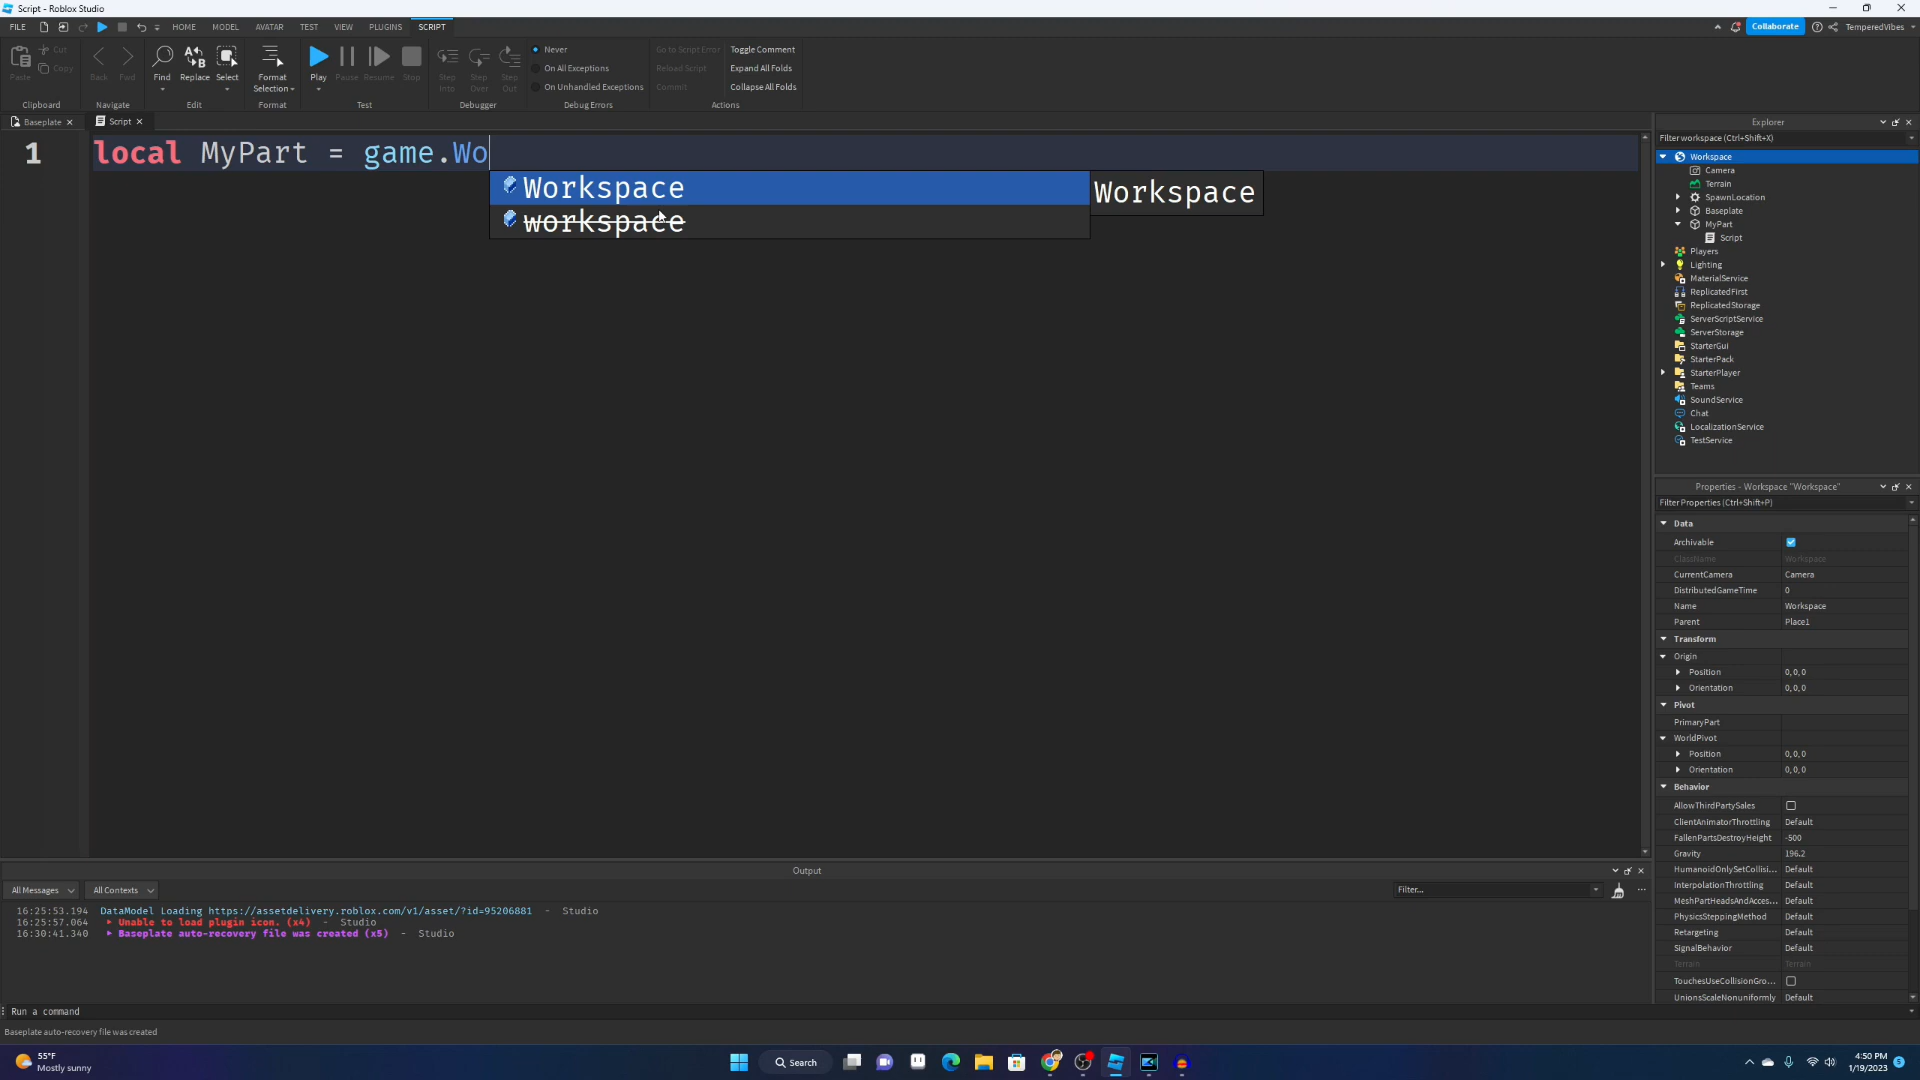 Script - Roblox Studio
FILE HOME MODEL AVATAR TEST VIEW PLUGINS SCRIPT Collaborate TemperedVibes
Paste Cut Copy Back Fwd Find Replace Select Format Selection Play Pause Resume Stop Step Into Step Over Step Out Never On All Exceptions On Unhandled Exceptions Go to Script Error Reload Script Commit Toggle Comment Expand All Folds Collapse All Folds
Clipboard Navigate Edit Format Test Debugger Debug Errors Actions
Baseplate Script
1 local MyPart = game.Wo
Workspace Workspace
workspace
Explorer
Filter workspace (Ctrl+Shift+X)
Workspace
Camera
Terrain
SpawnLocation
Baseplate
MyPart
Script
Players
Lighting
MaterialService
ReplicatedFirst
ReplicatedStorage
ServerScriptService
ServerStorage
StarterGui
StarterPack
StarterPlayer
Teams
SoundService
Chat
LocalizationService
TestService
Properties - Workspace "Workspace"
Filter Properties (Ctrl+Shift+P)
Data
Archivable
ClassName Workspace
CurrentCamera Camera
DistributedGameTime 0
Name Workspace
Parent Place1
Transform
Origin
Position 0, 0, 0
Orientation 0, 0, 0
Pivot
PrimaryPart
WorldPivot
Position 0, 0, 0
Orientation 0, 0, 0
Behavior
AllowThirdPartySales
ClientAnimatorThrottling Default
FallenPartsDestroyHeight -500
Gravity 196.2
HumanoidOnlySetCollisi... Default
InterpolationThrottling Default
MeshPartHeadsAndAcces... Default
PhysicsSteppingMethod Default
Retargeting Default
SignalBehavior Default
Terrain Terrain
TouchesUseCollisionGro...
UnionsScaleNonuniformly Default
Output
All Messages All Contexts Filter...
16:25:53.194 DataModel Loading https://assetdelivery.roblox.com/v1/asset/?id=95206881 - Studio
16:25:57.064 Unable to load plugin icon. (x4) - Studio
16:30:41.340 Baseplate auto-recovery file was created (x5) - Studio
Run a command
Baseplate auto-recovery file was created
55°F
Mostly sunny
Search
4:50 PM
1/19/2023
5